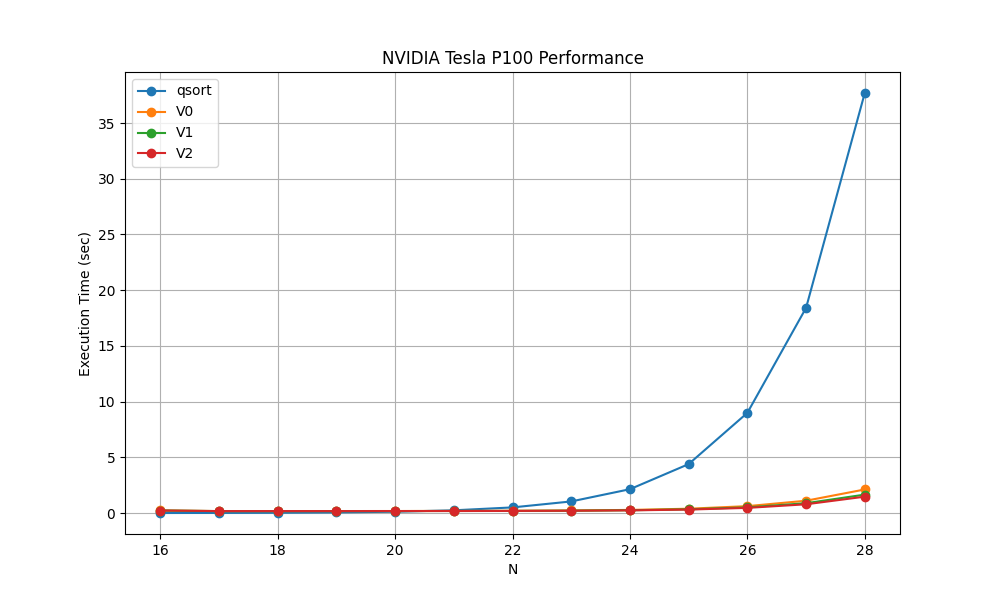 NVIDIA Tesla P100 Performance
qsort
V0
V1
V2
Execution Time (sec)
35
30
25
20
15
10
5
0
16 18 20 22 24 26 28
N